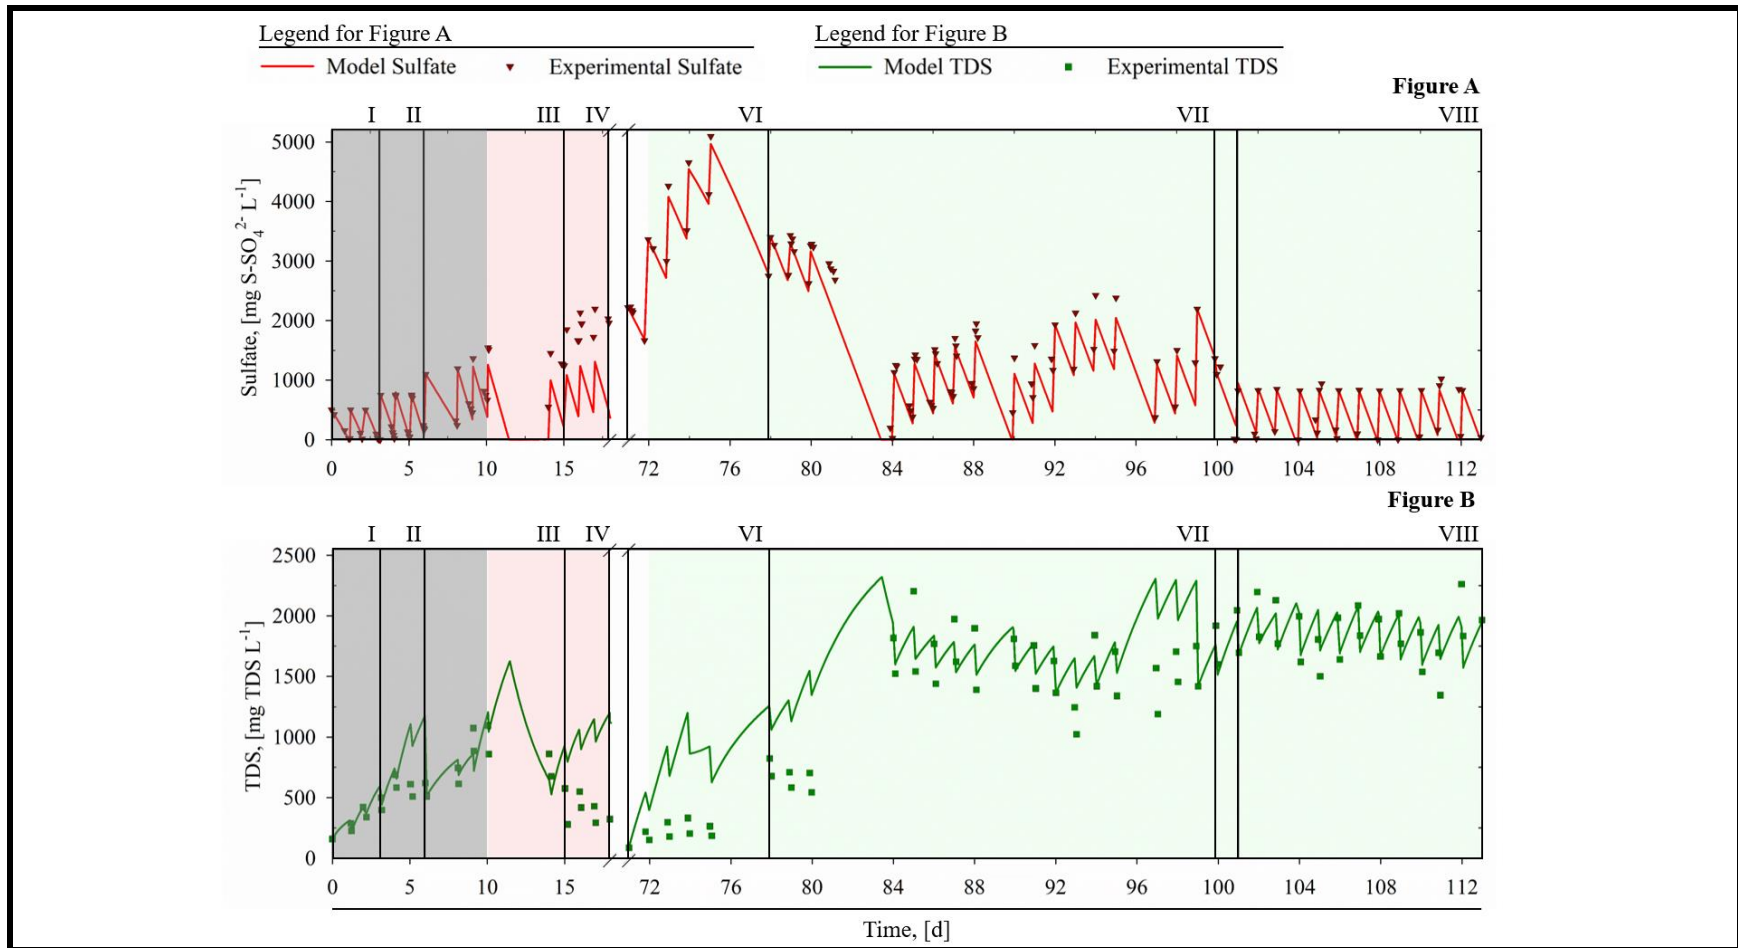 Legend for Figure A
Legend for Figure B
Model Sulfate
Experimental Sulfate
Model TDS
Experimental TDS
Figure A
I II III IV VI VII VIII
Sulfate, [mg S-SO₄²⁻ L⁻¹]
5000
4000
3000
2000
1000
0
0 5 10 15 72 76 80 84 88 92 96 100 104 108 112
Figure B
I II III IV VI VII VIII
TDS, [mg TDS L⁻¹]
2500
2000
1500
1000
500
0
0 5 10 15 72 76 80 84 88 92 96 100 104 108 112
Time, [d]